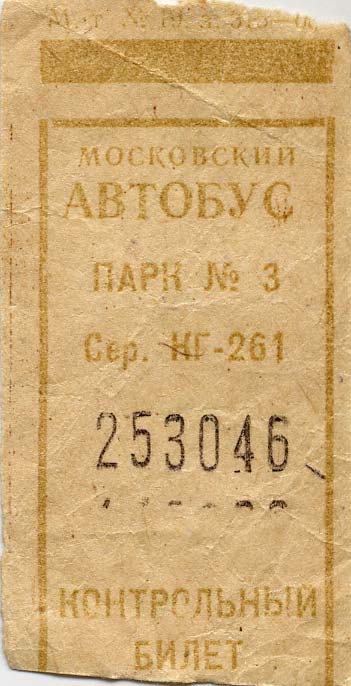 МОСКОВСКИЙ
АВТОБУС
ПАРК № 3
Сер. КГ-261
253046
КОНТРОЛЬНЫЙ
БИЛЕТ